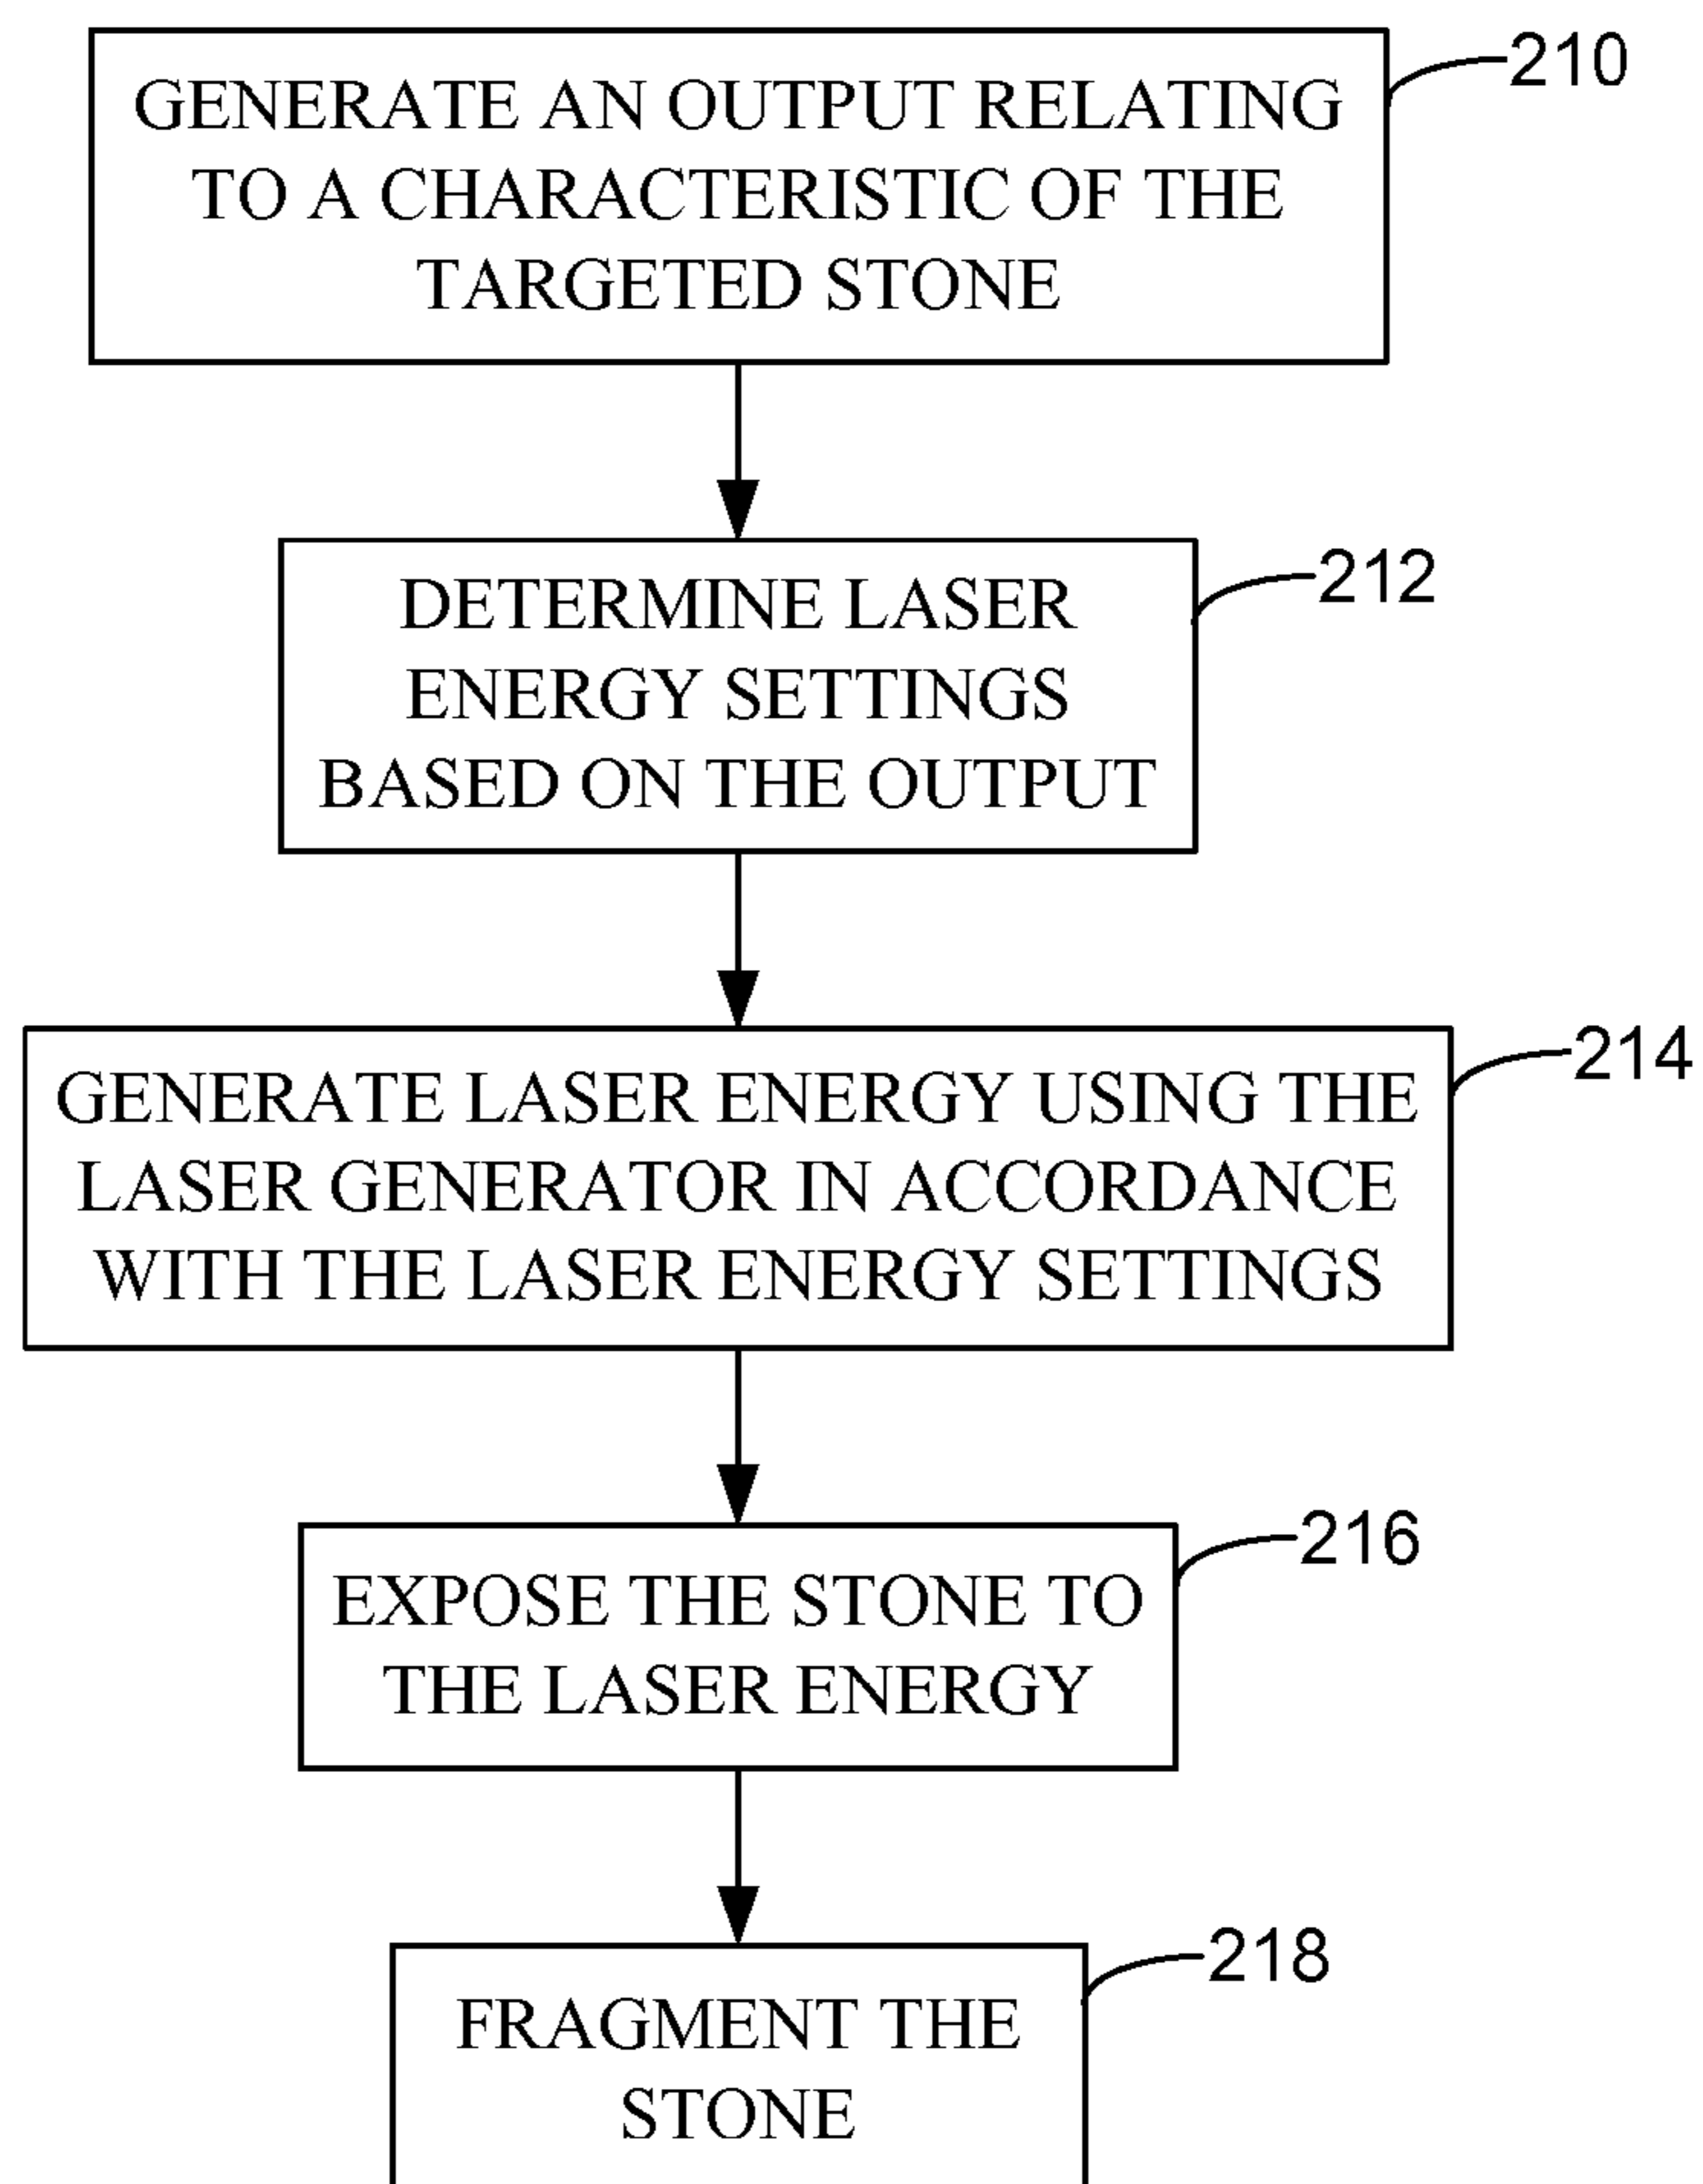 GENERATE AN OUTPUT RELATING
TO A CHARACTERISTIC OF THE
TARGETED STONE
210
DETERMINE LASER
ENERGY SETTINGS
BASED ON THE OUTPUT
212
GENERATE LASER ENERGY USING THE
LASER GENERATOR IN ACCORDANCE
WITH THE LASER ENERGY SETTINGS
214
EXPOSE THE STONE TO
THE LASER ENERGY
216
FRAGMENT THE
STONE
218